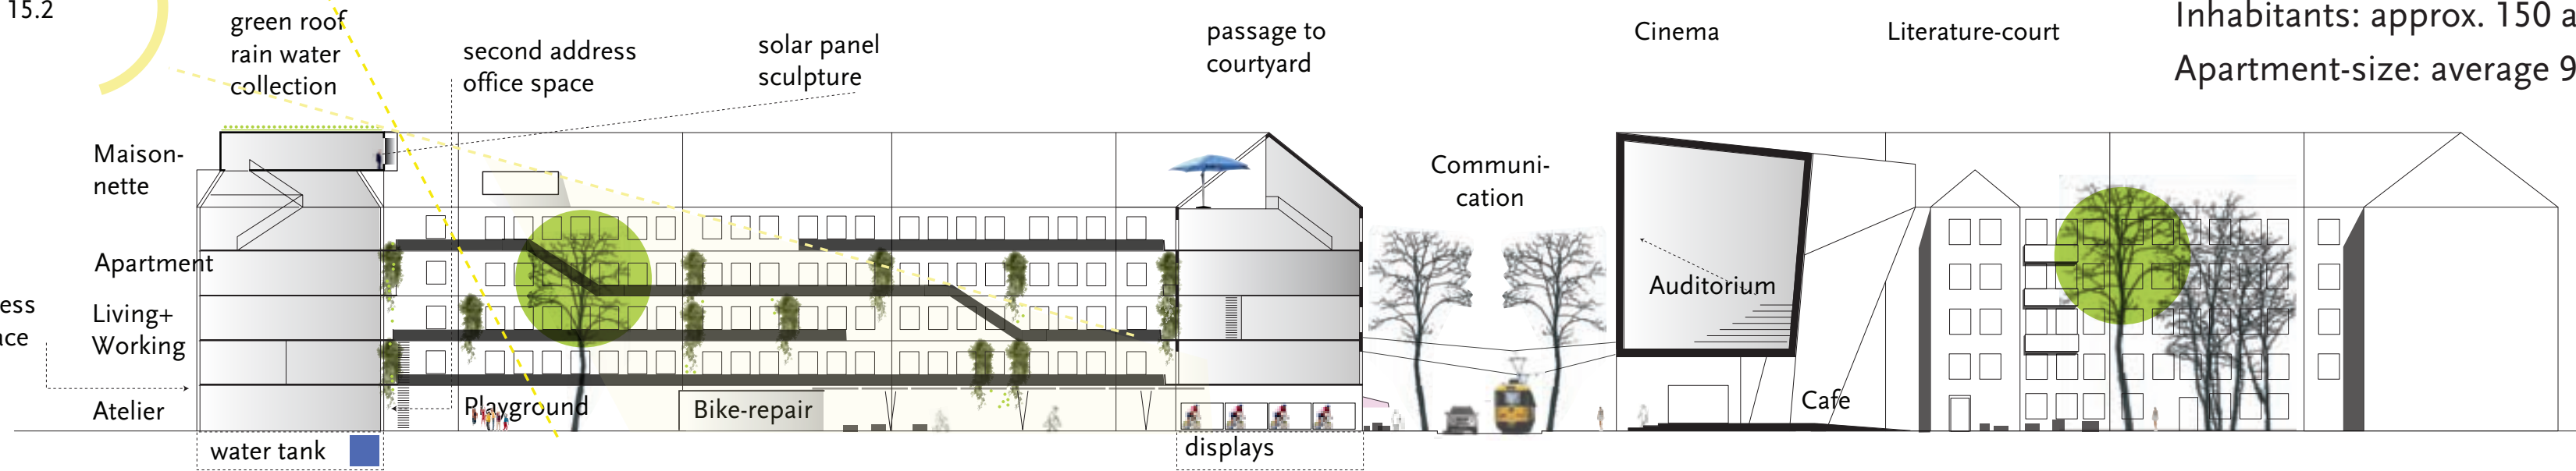 15.2
green roof
rain water
collection
second address
office space
solar panel
sculpture
passage to
courtyard
Cinema
Literature-court
Inhabitants: approx. 150 a
Apartment-size: average 9
Maison-
nette
Communi-
cation
Apartment
Auditorium
ess
ace
Living+
Working
Atelier
Playground
Bike-repair
Cafe
water tank
displays